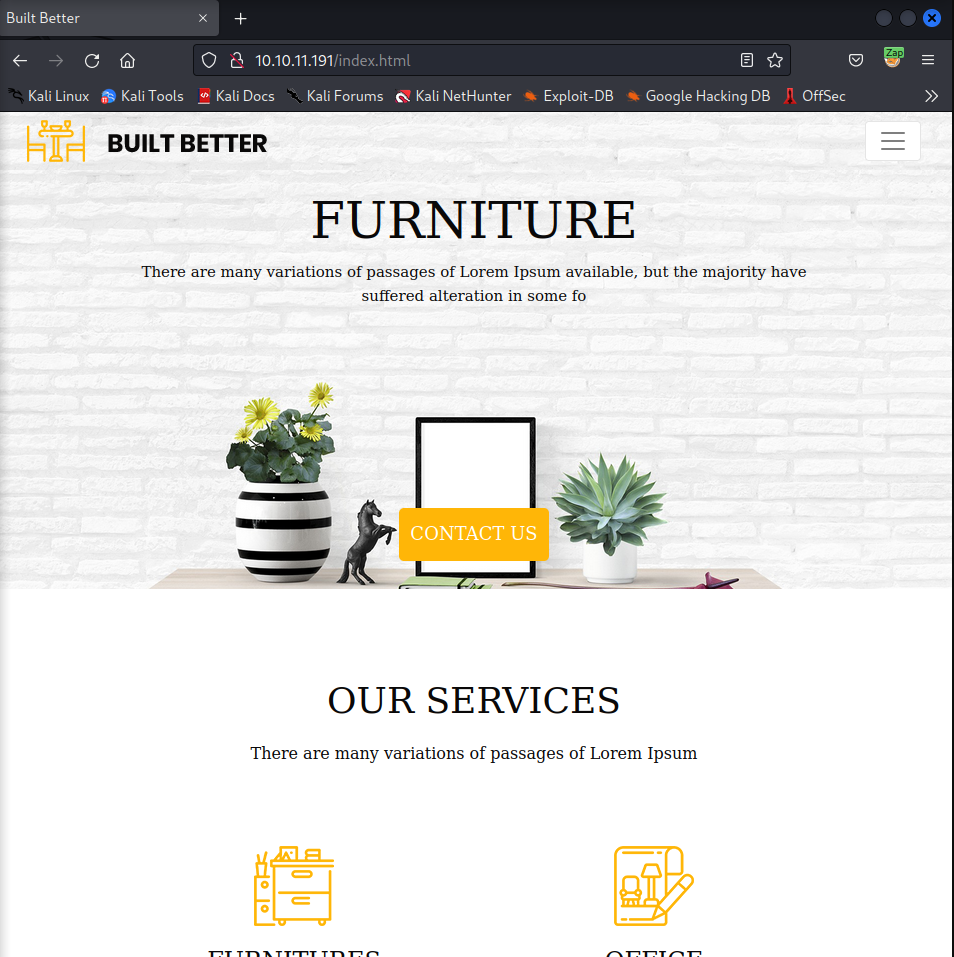 Built Better
10.10.11.191/index.html
Zap
Kali Linux Kali Tools Kali Docs Kali Forums Kali NetHunter Exploit-DB Google Hacking DB OffSec
BUILT BETTER
FURNITURE
There are many variations of passages of Lorem Ipsum available, but the majority have
suffered alteration in some fo
CONTACT US
OUR SERVICES
There are many variations of passages of Lorem Ipsum
FURNITURES OFFICE